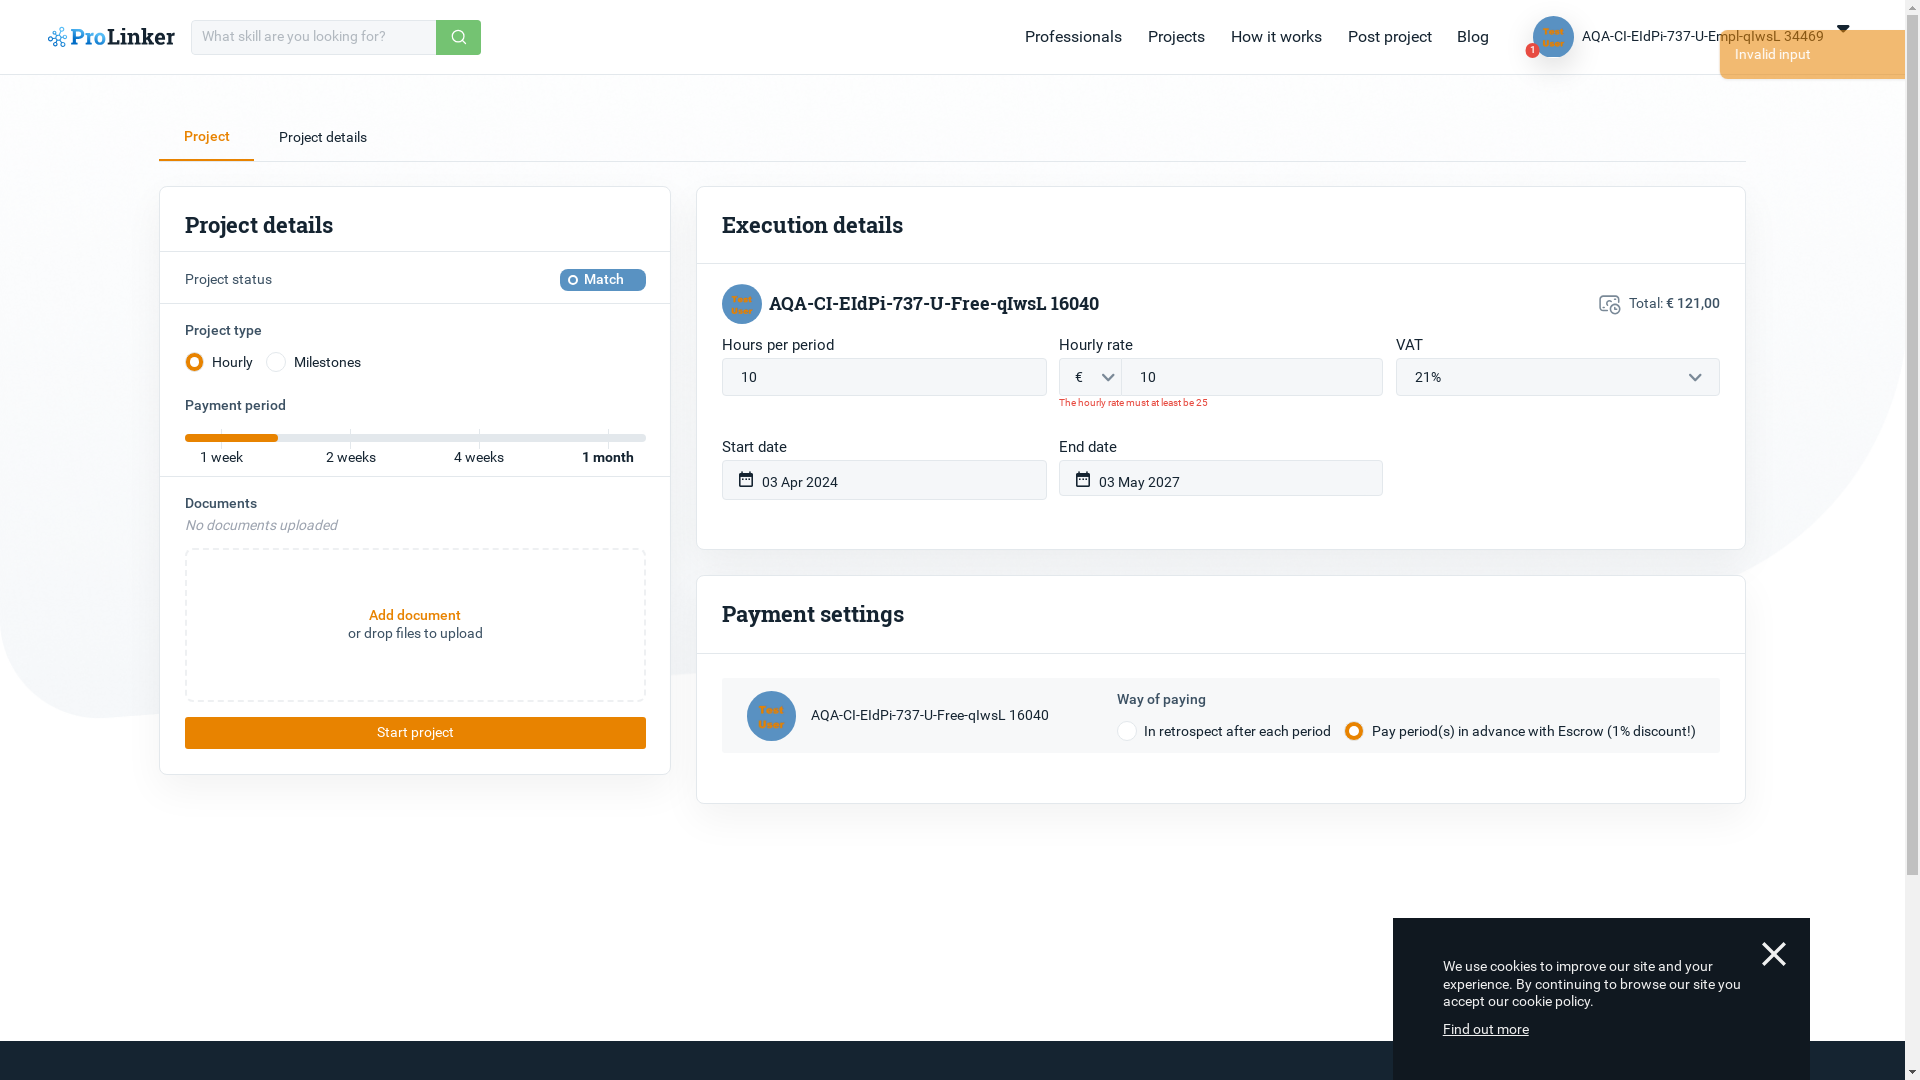 ProLinker
What skill are you looking for?
Professionals
Projects
How it works
Post project
Blog
Test
User
1
AQA-CI-EIdPi-737-U-Empl-qIwsL 34469
Invalid input
Project
Project details
Project details
Project status
Match
Project type
Hourly
Milestones
Payment period
1 week
2 weeks
4 weeks
1 month
Documents
No documents uploaded
Add document
or drop files to upload
Start project
Execution details
Test
User
AQA-CI-EIdPi-737-U-Free-qIwsL 16040
Total: € 121,00
Hours per period
10
Hourly rate
€
10
The hourly rate must at least be 25
VAT
21%
Start date
03 Apr 2024
End date
03 May 2027
Payment settings
Test
User
AQA-CI-EIdPi-737-U-Free-qIwsL 16040
Way of paying
In retrospect after each period
Pay period(s) in advance with Escrow (1% discount!)
We use cookies to improve our site and your
experience. By continuing to browse our site you
accept our cookie policy.
Find out more